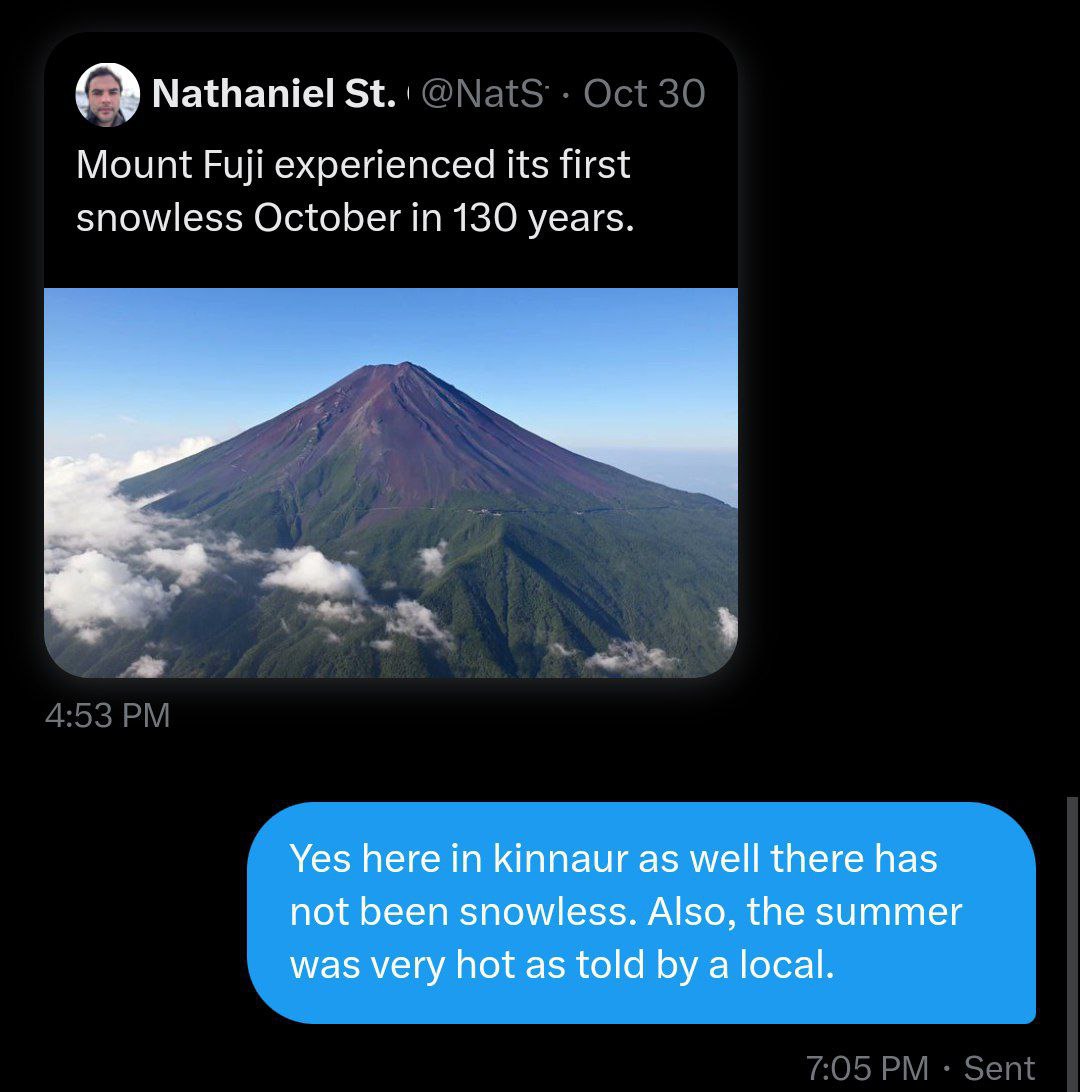 Nathaniel St. @NatS · Oct 30
Mount Fuji experienced its first
snowless October in 130 years.
4:53 PM
Yes here in kinnaur as well there has
not been snowless. Also, the summer
was very hot as told by a local.
7:05 PM · Sent